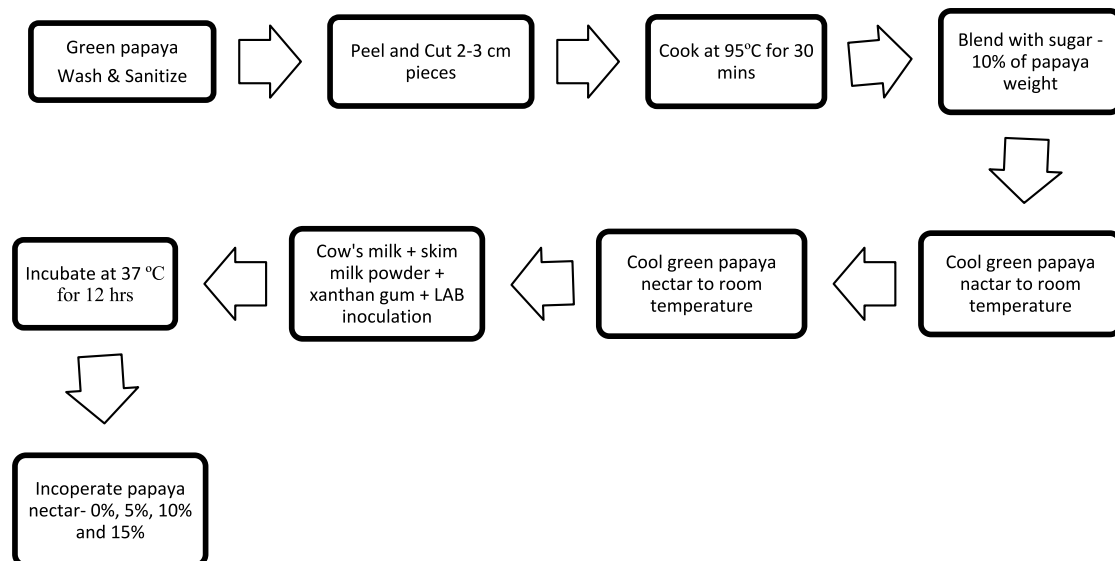 Green papaya
Wash & Sanitize
Peel and Cut 2-3 cm
pieces
Cook at 95°C for 30
mins
Blend with sugar -
10% of papaya
weight
Cool green papaya
nactar to room
temperature
Cool green papaya
nectar to room
temperature
Cow's milk + skim
milk powder +
xanthan gum + LAB
inoculation
Incubate at 37 °C
for 12 hrs
Incoperate papaya
nectar- 0%, 5%, 10%
and 15%